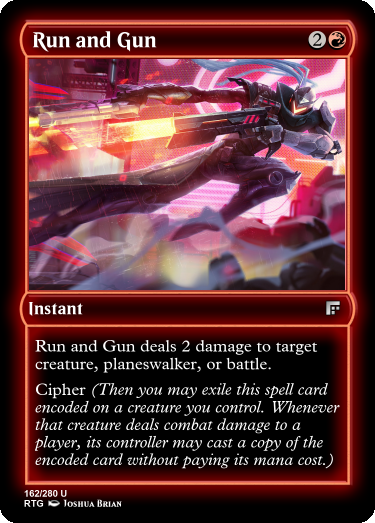 Run and Gun 2
Instant
Run and Gun deals 2 damage to target
creature, planeswalker, or battle.
Cipher (Then you may exile this spell card
encoded on a creature you control. Whenever
that creature deals combat damage to a
player, its controller may cast a copy of the
encoded card without paying its mana cost.)
162/280 U
RTG Joshua Brian